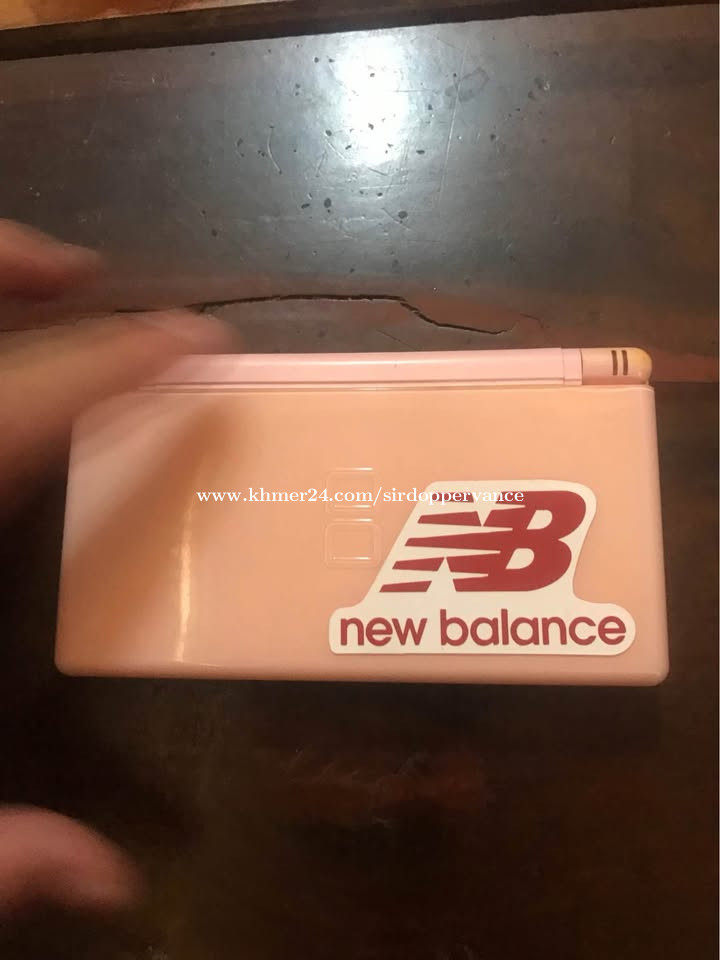 www.khmer24.com/sirdoppervance
NB
new balance